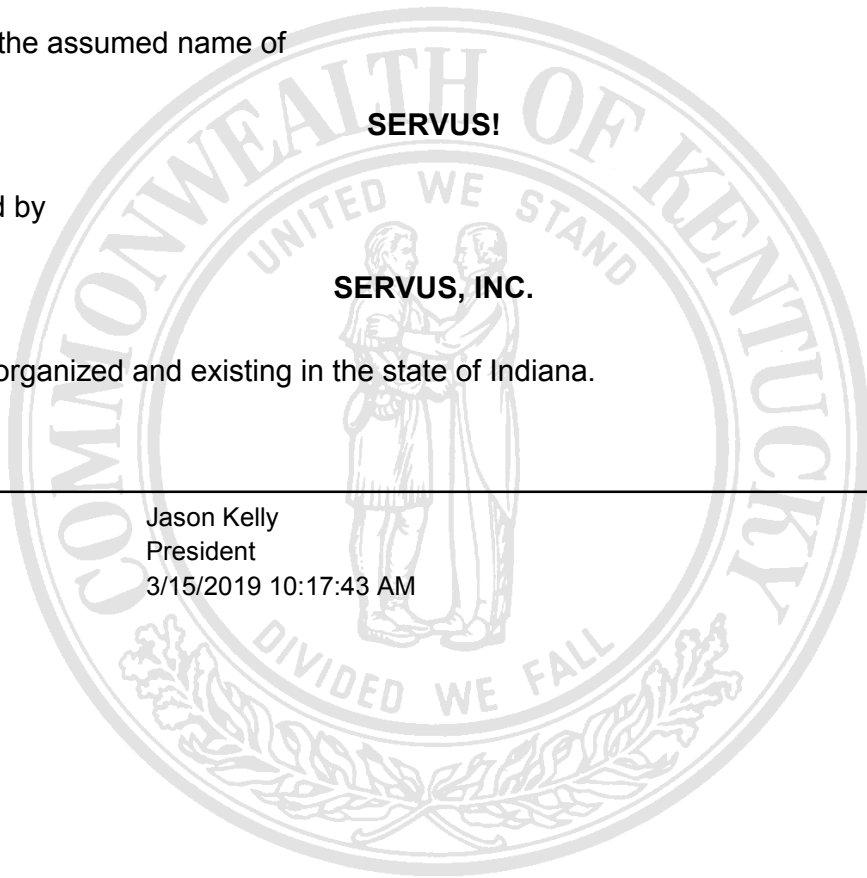 the assumed name of
SERVUS!
d by
SERVUS, INC.
organized and existing in the state of Indiana.
Jason Kelly
President
3/15/2019 10:17:43 AM
COMMONWEALTH OF KENTUCKY
UNITED WE STAND
DIVIDED WE FALL